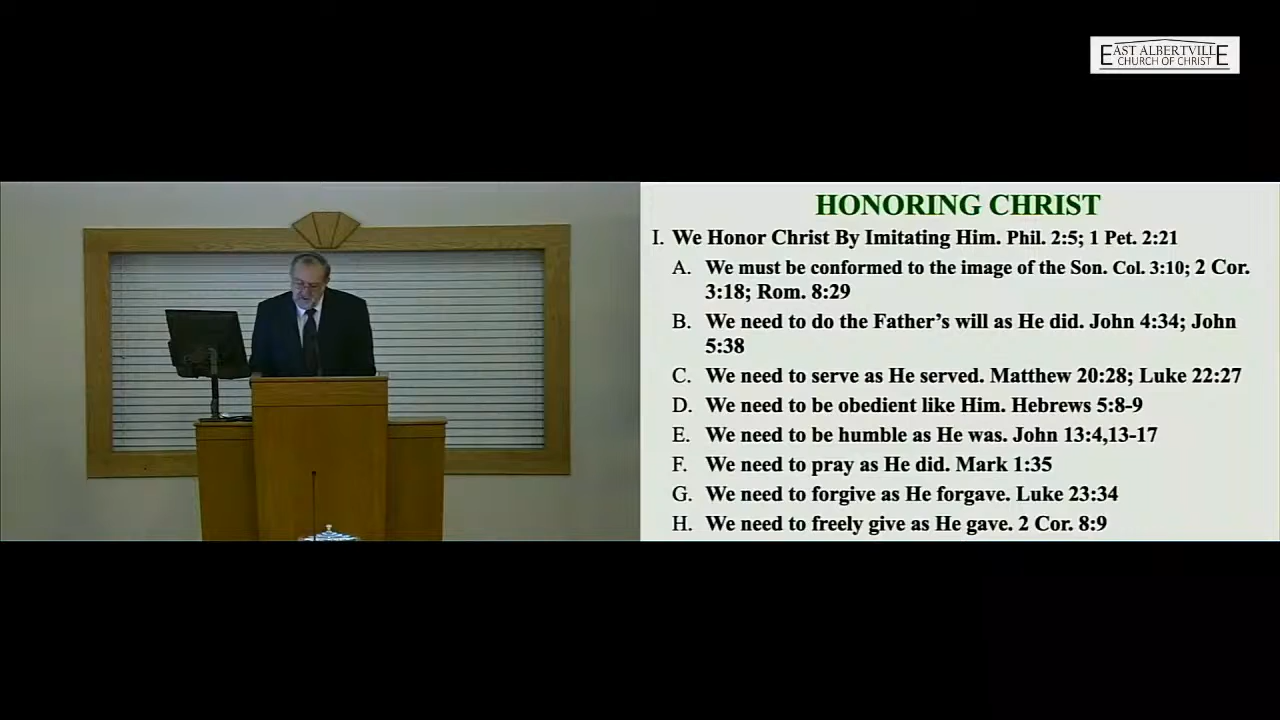 EAST ALBERTVILLE
CHURCH OF CHRIST
HONORING CHRIST
I. We Honor Christ By Imitating Him. Phil. 2:5; 1 Pet. 2:21
A. We must be conformed to the image of the Son. Col. 3:10; 2 Cor.
3:18; Rom. 8:29
B. We need to do the Father’s will as He did. John 4:34; John
5:38
C. We need to serve as He served. Matthew 20:28; Luke 22:27
D. We need to be obedient like Him. Hebrews 5:8-9
E. We need to be humble as He was. John 13:4,13-17
F. We need to pray as He did. Mark 1:35
G. We need to forgive as He forgave. Luke 23:34
H. We need to freely give as He gave. 2 Cor. 8:9